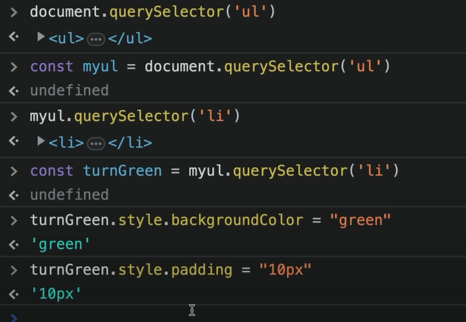 > document.querySelector('ul')
<· ▶<ul>…</ul>
> const myul = document.querySelector('ul')
<· undefined
> myul.querySelector('li')
<· ▶<li>…</li>
> const turnGreen = myul.querySelector('li')
<· undefined
> turnGreen.style.backgroundColor = "green"
<· 'green'
> turnGreen.style.padding = "10px"
<· '10px'
>